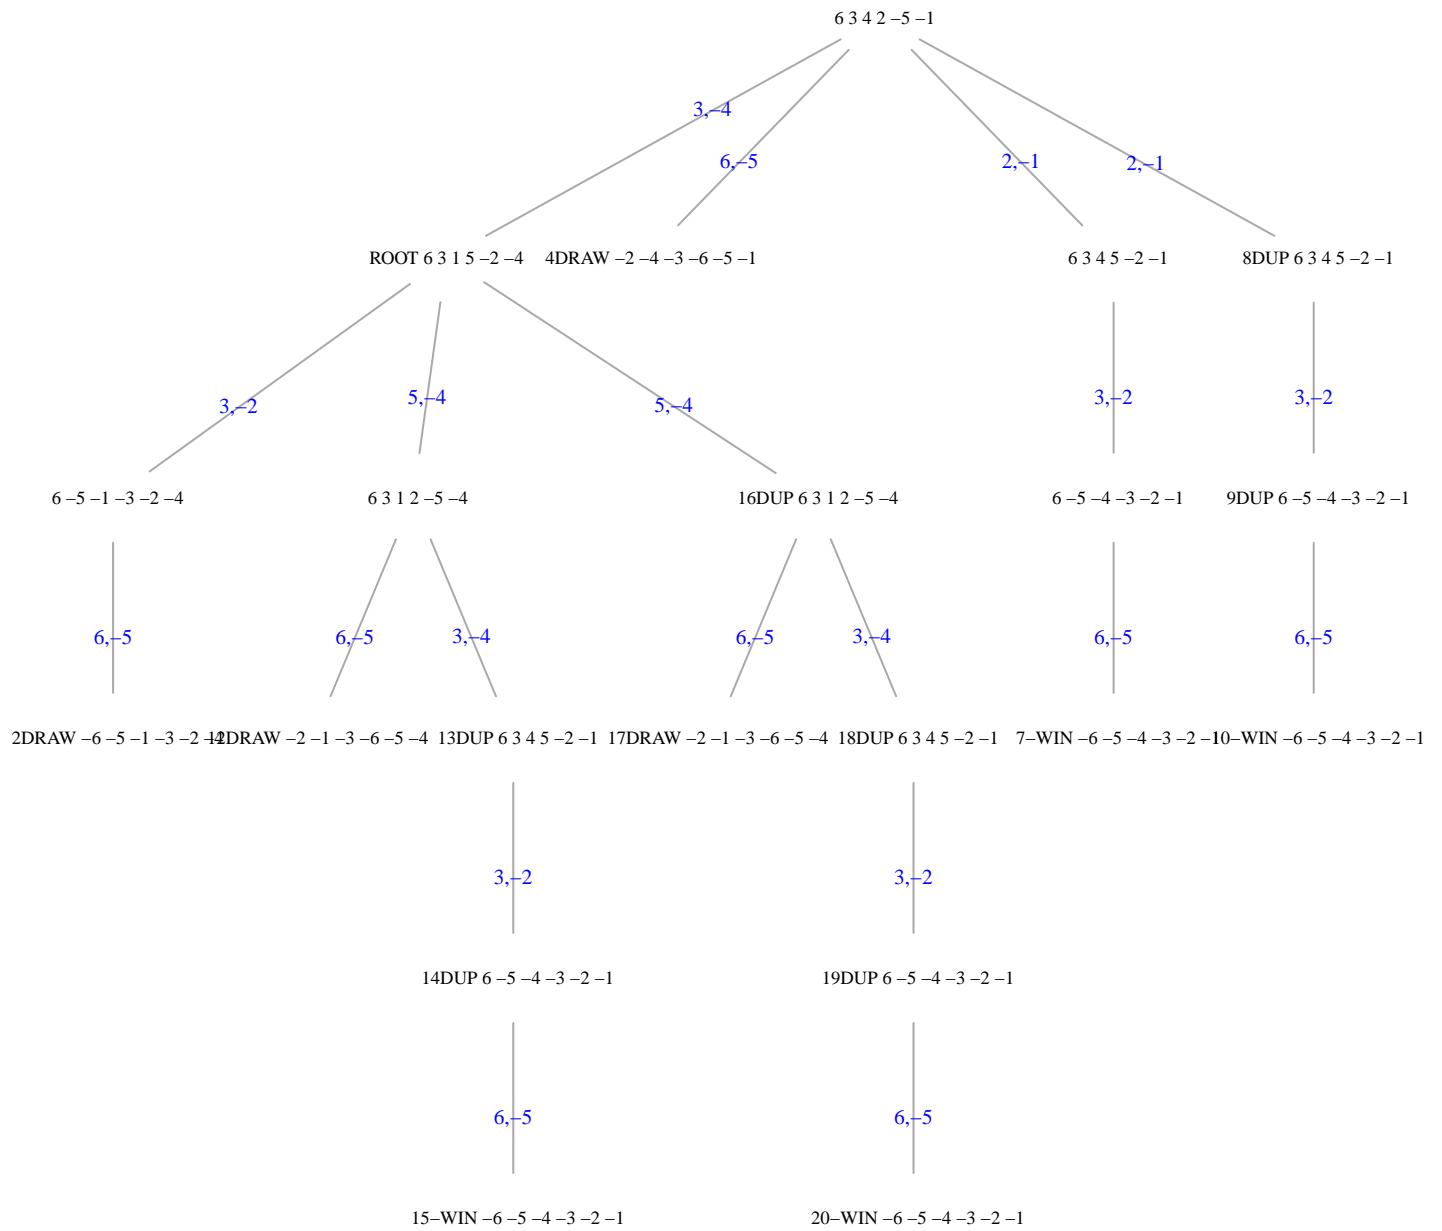 6 3 4 2 –5 –1
3,–4
6,–5
2,–1
2,–1
ROOT 6 3 1 5 –2 –4
4DRAW –2 –4 –3 –6 –5 –1
6 3 4 5 –2 –1
8DUP 6 3 4 5 –2 –1
3,–2
5,–4
5,–4
3,–2
3,–2
6 –5 –1 –3 –2 –4
6 3 1 2 –5 –4
16DUP 6 3 1 2 –5 –4
6 –5 –4 –3 –2 –1
9DUP 6 –5 –4 –3 –2 –1
6,–5
6,–5
3,–4
6,–5
3,–4
6,–5
6,–5
2DRAW –6 –5 –1 –3 –2 –4
12DRAW –2 –1 –3 –6 –5 –4
13DUP 6 3 4 5 –2 –1
17DRAW –2 –1 –3 –6 –5 –4
18DUP 6 3 4 5 –2 –1
7–WIN –6 –5 –4 –3 –2 –1
10–WIN –6 –5 –4 –3 –2 –1
3,–2
3,–2
14DUP 6 –5 –4 –3 –2 –1
19DUP 6 –5 –4 –3 –2 –1
6,–5
6,–5
15–WIN –6 –5 –4 –3 –2 –1
20–WIN –6 –5 –4 –3 –2 –1